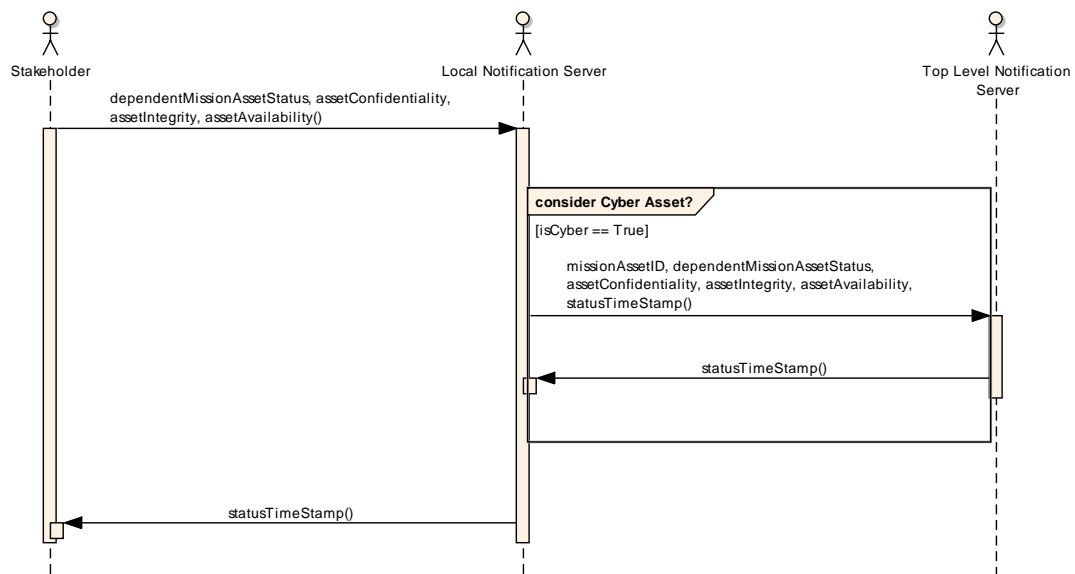 Stakeholder
Local Notification Server
Top Level Notification
Server
dependentMissionAssetStatus, assetConfidentiality,
assetIntegrity, assetAvailability()
consider Cyber Asset?
[isCyber == True]
missionAssetID, dependentMissionAssetStatus,
assetConfidentiality, assetIntegrity, assetAvailability,
statusTimeStamp()
statusTimeStamp()
statusTimeStamp()